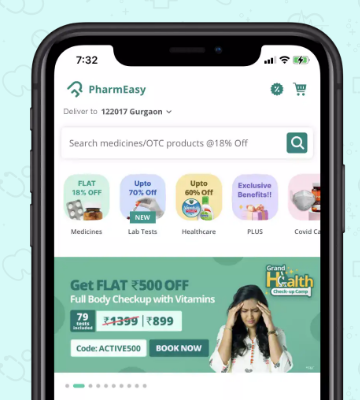 7:32
PharmEasy
Deliver to 122017 Gurgaon
Search medicines/OTC products @18% Off
FLAT
18% OFF
Upto
70% Off
NEW
Upto
60% Off
Exclusive
Benefits!!
Medicines
Lab Tests
Healthcare
PLUS
Covid Ca
Grand
Health
Check-up Camp
Get FLAT ₹500 OFF
Full Body Checkup with Vitamins
79
tests
included
₹1399 | ₹899
Code: ACTIVE500
BOOK NOW